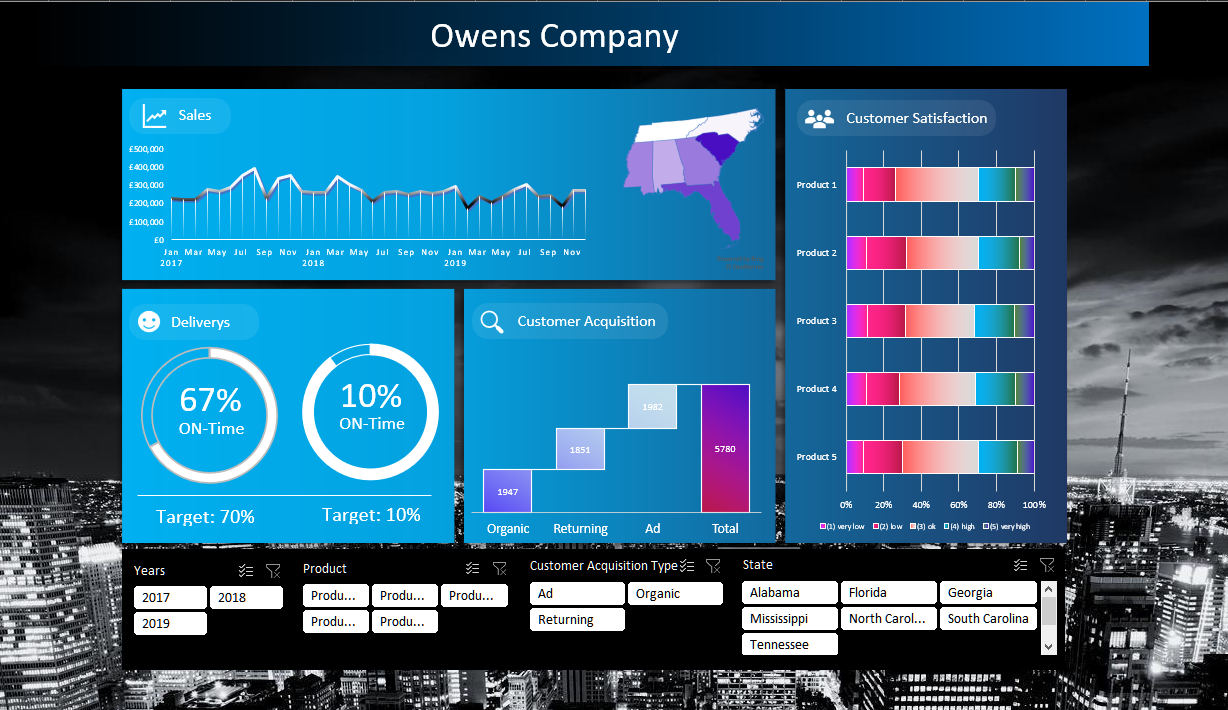 Owens Company
Sales
£500,000
£400,000
£300,000
£200,000
£100,000
£0
Jan Mar May Jul Sep Nov Jan Mar May Jul Sep Nov Jan Mar May Jul Sep Nov
2017 2018 2019
Customer Satisfaction
Product 1
Product 2
Product 3
Product 4
Product 5
0% 20% 40% 60% 80% 100%
(1) very low (2) low (3) ok (4) high (5) very high
Deliverys
67%
ON-Time
Target: 70%
10%
ON-Time
Target: 10%
Customer Acquisition
1947
1851
1982
5780
Organic Returning Ad Total
Years
2017 2018
2019
Product
Produ... Produ... Produ...
Produ... Produ...
Customer Acquisition Type
Ad Organic
Returning
State
Alabama Florida Georgia
Mississippi North Carol... South Carolina
Tennessee